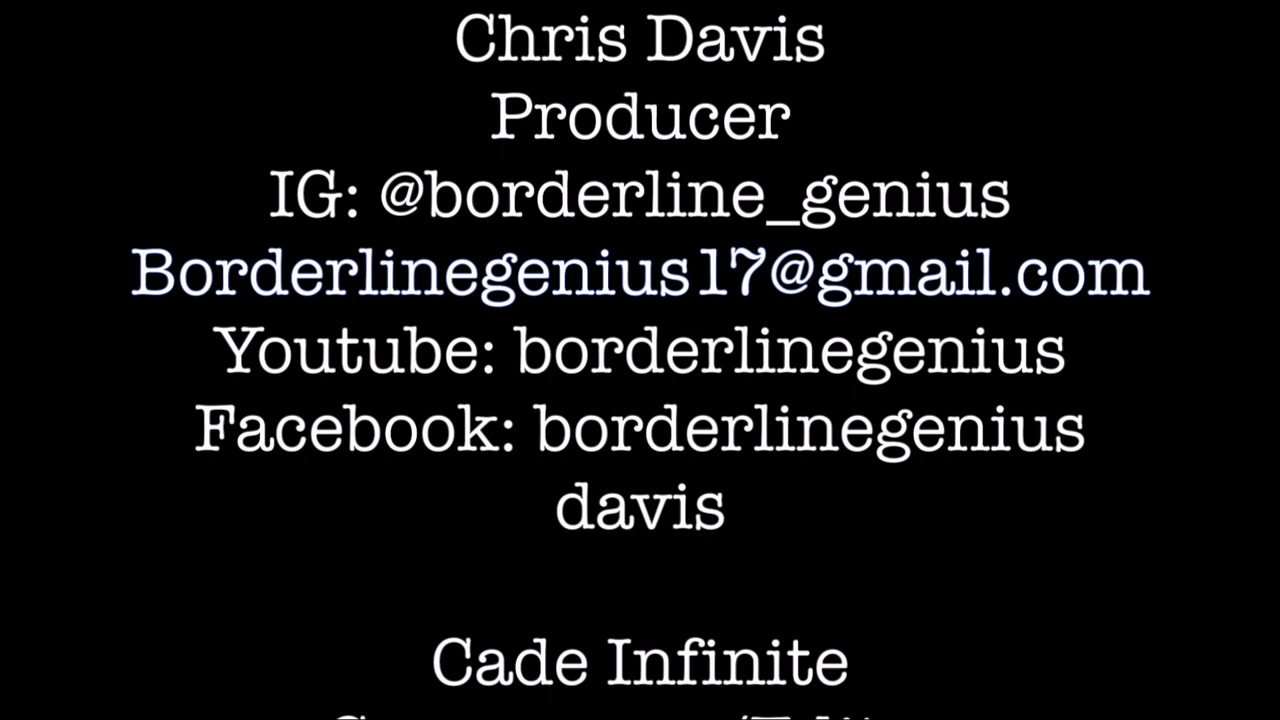 Chris Davis
Producer
IG: @borderline_genius
Borderlinegenius17@gmail.com
Youtube: borderlinegenius
Facebook: borderlinegenius
davis
Cade Infinite